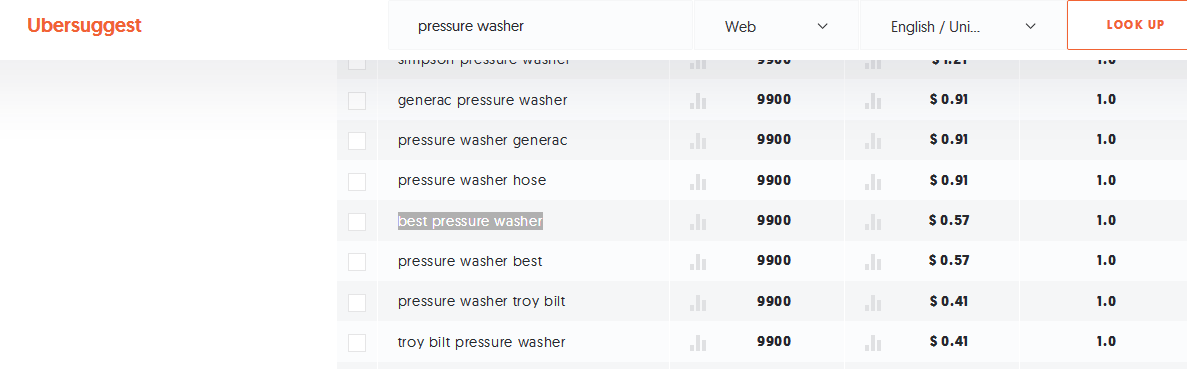 Ubersuggest pressure washer Web English / Uni... LOOK UP
simpson pressure washer 9900 $ 1.21 1.0
generac pressure washer 9900 $ 0.91 1.0
pressure washer generac 9900 $ 0.91 1.0
pressure washer hose 9900 $ 0.91 1.0
best pressure washer 9900 $ 0.57 1.0
pressure washer best 9900 $ 0.57 1.0
pressure washer troy bilt 9900 $ 0.41 1.0
troy bilt pressure washer 9900 $ 0.41 1.0